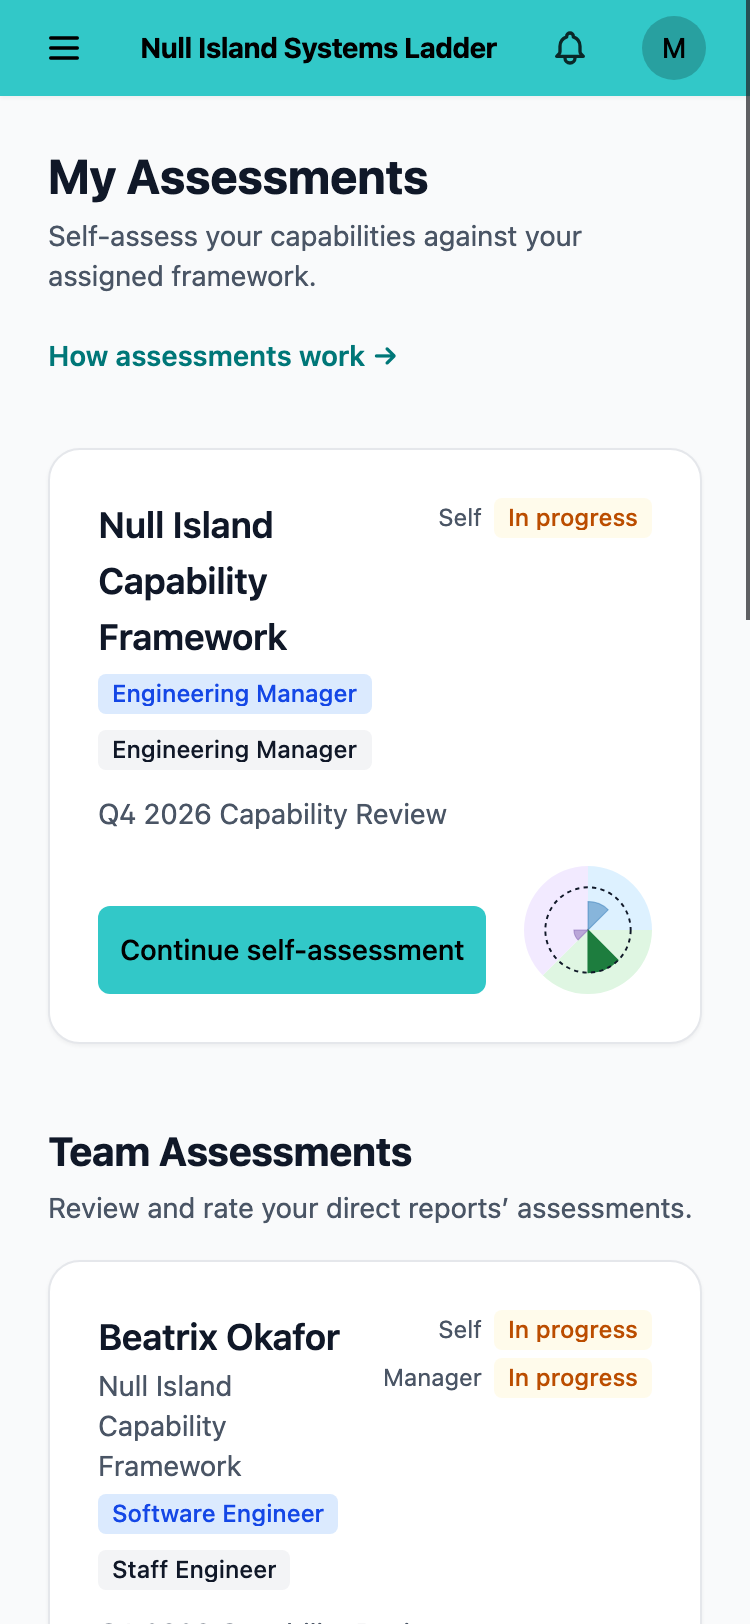 Null Island Systems Ladder
M
My Assessments
Self-assess your capabilities against your
assigned framework.
How assessments work →
Null Island
Capability
Framework
Self In progress
Engineering Manager
Engineering Manager
Q4 2026 Capability Review
Continue self-assessment
Team Assessments
Review and rate your direct reports’ assessments.
Beatrix Okafor
Self In progress
Manager In progress
Null Island
Capability
Framework
Software Engineer
Staff Engineer